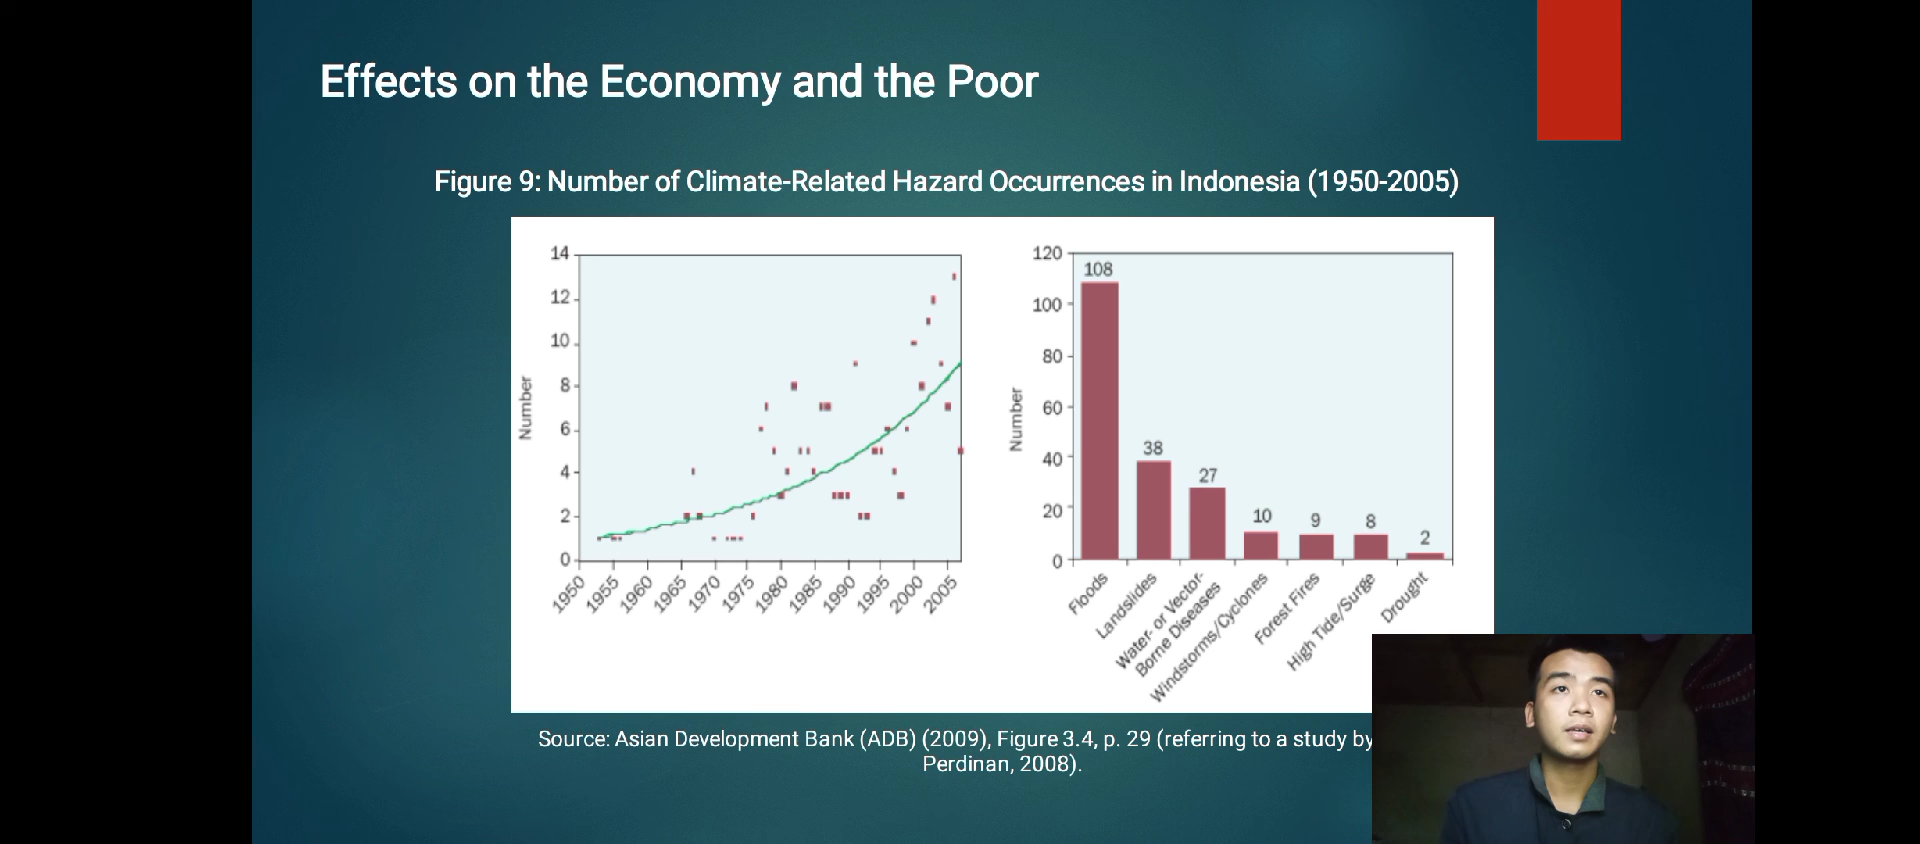 Effects on the Economy and the Poor
Figure 9: Number of Climate-Related Hazard Occurrences in Indonesia (1950-2005)
14
12
10
8
6
4
2
0
Number
1950
1955
1960
1965
1970
1975
1980
1985
1990
1995
2000
2005
120
100
80
60
40
20
0
Number
108
38
27
10
9
8
2
Floods
Landslides
Water- or Vector-
Borne Diseases
Windstorms/Cyclones
Forest Fires
High Tide/Surge
Drought
Source: Asian Development Bank (ADB) (2009), Figure 3.4, p. 29 (referring to a study by
Perdinan, 2008).